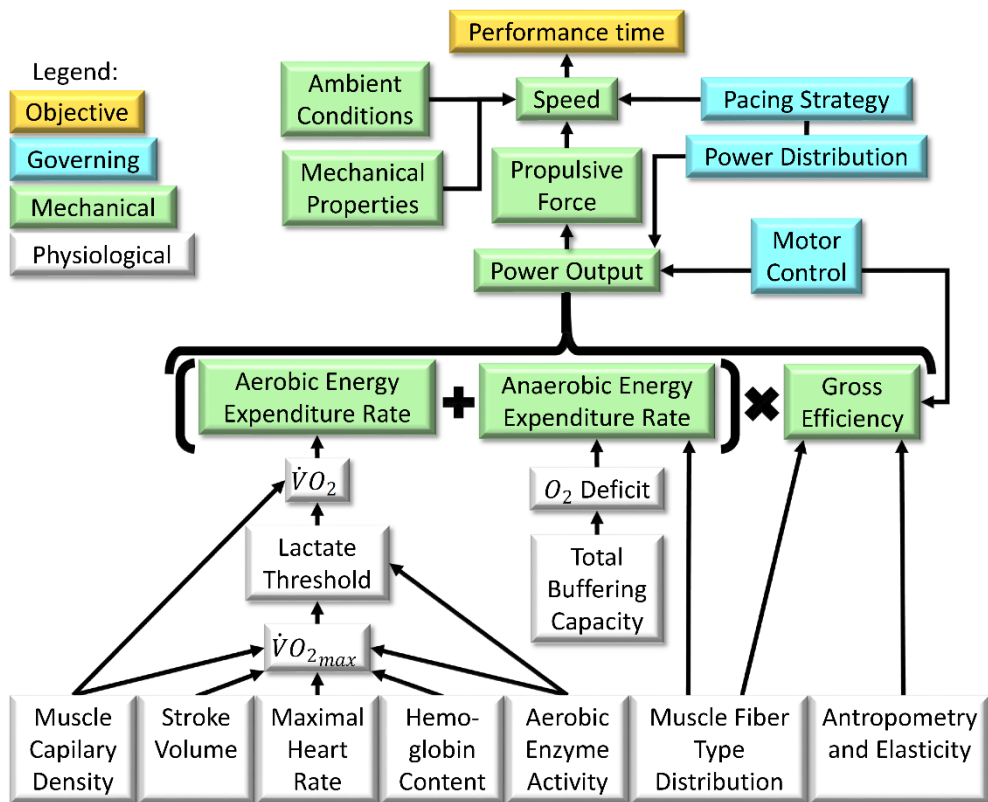 Performance time
Legend:
Objective
Governing
Mechanical
Physiological
Ambient
Conditions
Speed
Pacing Strategy
Power Distribution
Mechanical
Properties
Propulsive
Force
Motor
Control
Power Output
Aerobic Energy
Expenditure Rate
+
Anaerobic Energy
Expenditure Rate
×
Gross
Efficiency
V̇O₂
O₂ Deficit
Lactate
Threshold
Total
Buffering
Capacity
V̇O₂ₘₐₓ
Muscle
Capilary
Density
Stroke
Volume
Maximal
Heart
Rate
Hemo-
globin
Content
Aerobic
Enzyme
Activity
Muscle Fiber
Type
Distribution
Antropometry
and Elasticity